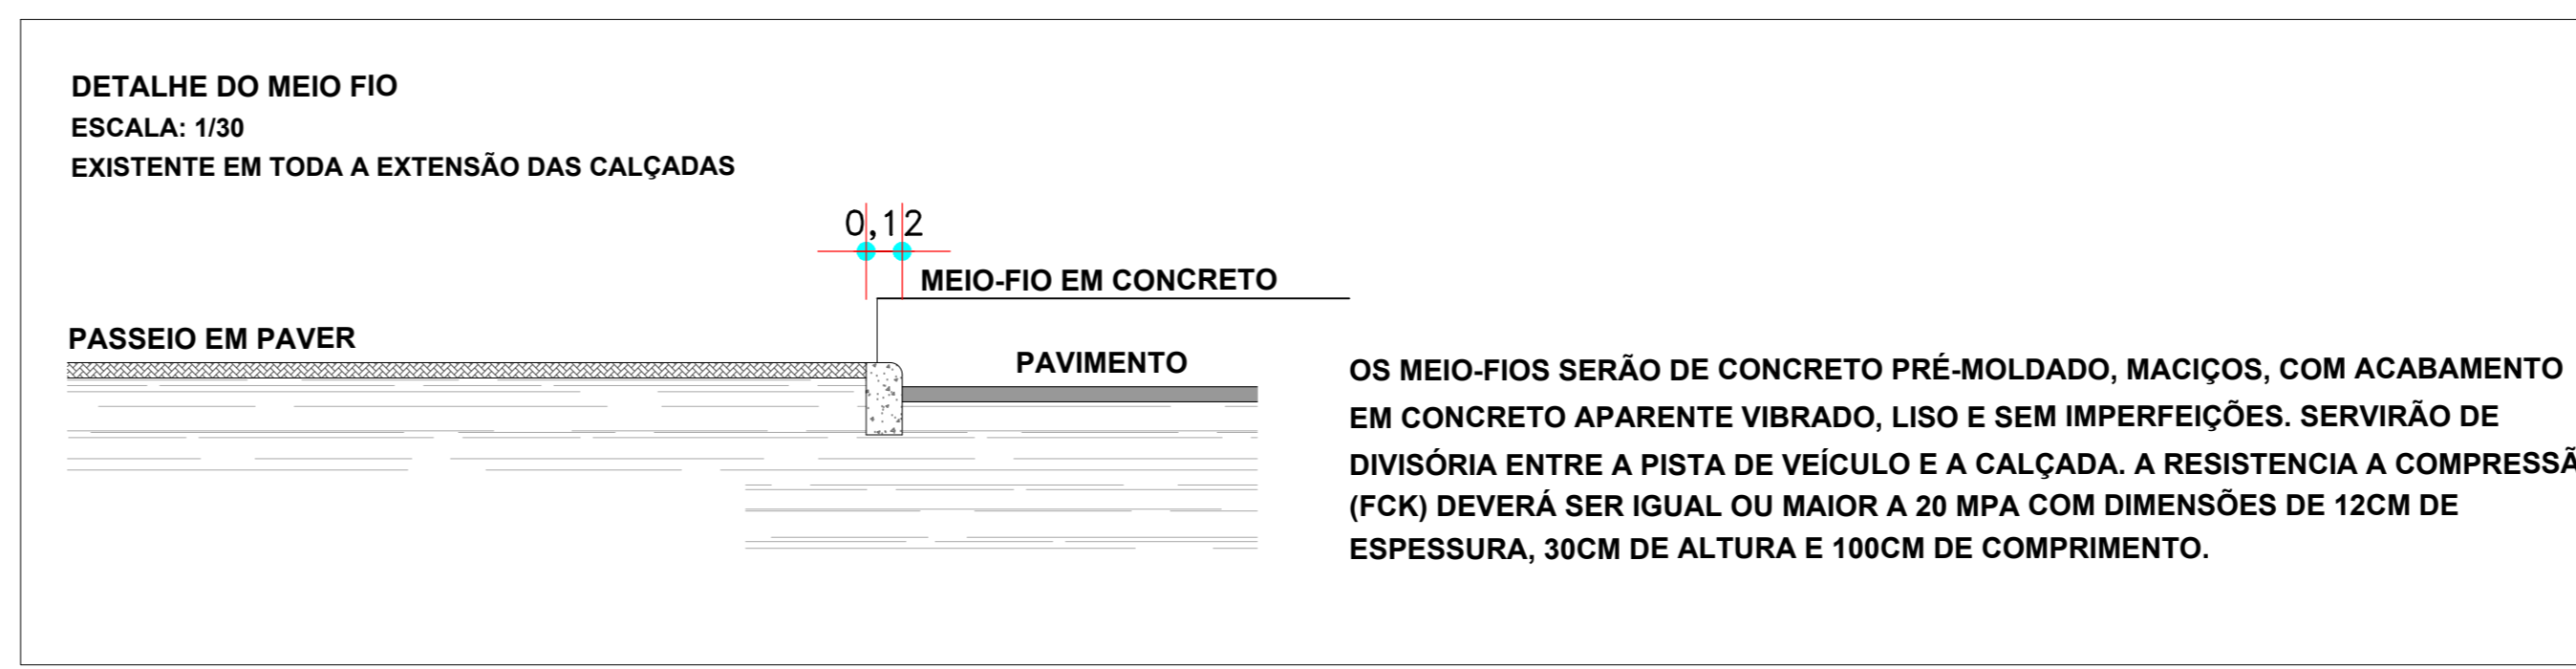 DETALHE DO MEIO FIO
ESCALA: 1/30
EXISTENTE EM TODA A EXTENSÃO DAS CALÇADAS
0,12
MEIO-FIO EM CONCRETO
PASSEIO EM PAVER
PAVIMENTO
OS MEIO-FIOS SERÃO DE CONCRETO PRÉ-MOLDADO, MACIÇOS, COM ACABAMENTO
EM CONCRETO APARENTE VIBRADO, LISO E SEM IMPERFEIÇÕES. SERVIRÃO DE
DIVISÓRIA ENTRE A PISTA DE VEÍCULO E A CALÇADA. A RESISTENCIA A COMPRESSÃ
(FCK) DEVERÁ SER IGUAL OU MAIOR A 20 MPA COM DIMENSÕES DE 12CM DE
ESPESSURA, 30CM DE ALTURA E 100CM DE COMPRIMENTO.